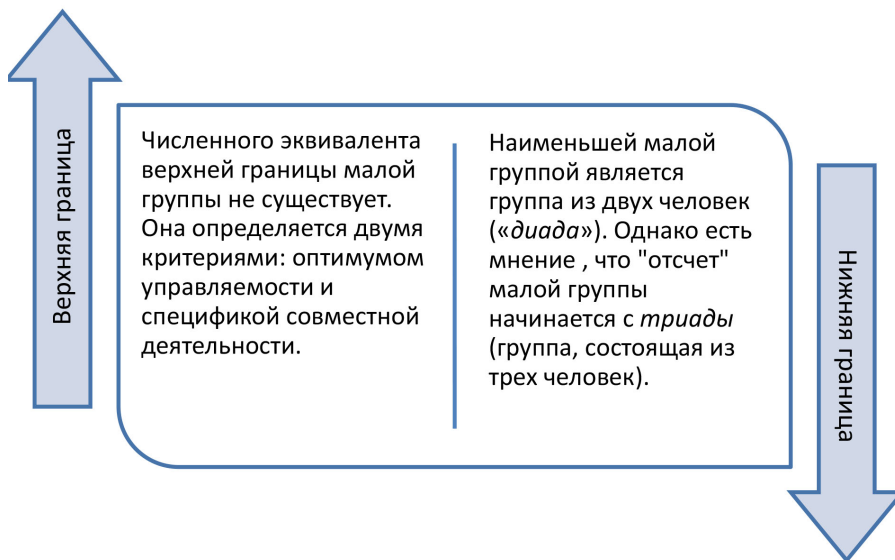 Верхняя граница
Численного эквивалента
верхней границы малой
группы не существует.
Она определяется двумя
критериями: оптимумом
управляемости и
спецификой совместной
деятельности.
Наименьшей малой
группой является
группа из двух человек
(«диада»). Однако есть
мнение , что "отсчет"
малой группы
начинается с триады
(группа, состоящая из
трех человек).
Нижняя граница